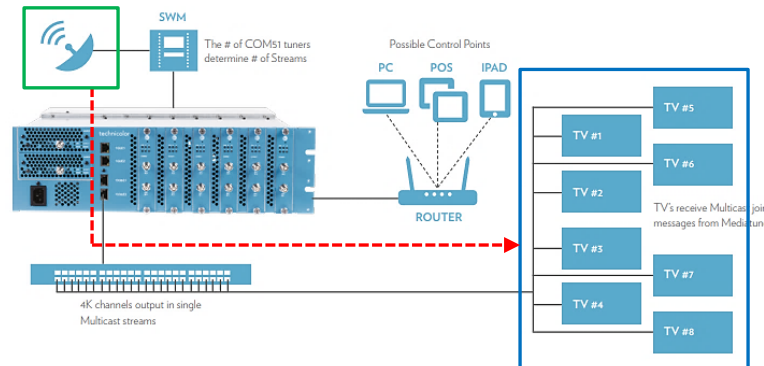 SWM
The # of COM51 tuners
determine # of Streams
Possible Control Points
PC
POS
IPAD
technicolor
ROUTER
TV #5
TV #1
TV #6
TV #2
TV's receive Multicast join
messages from Mediatun
TV #3
TV #7
TV #4
TV #8
4K channels output in single
Multicast streams